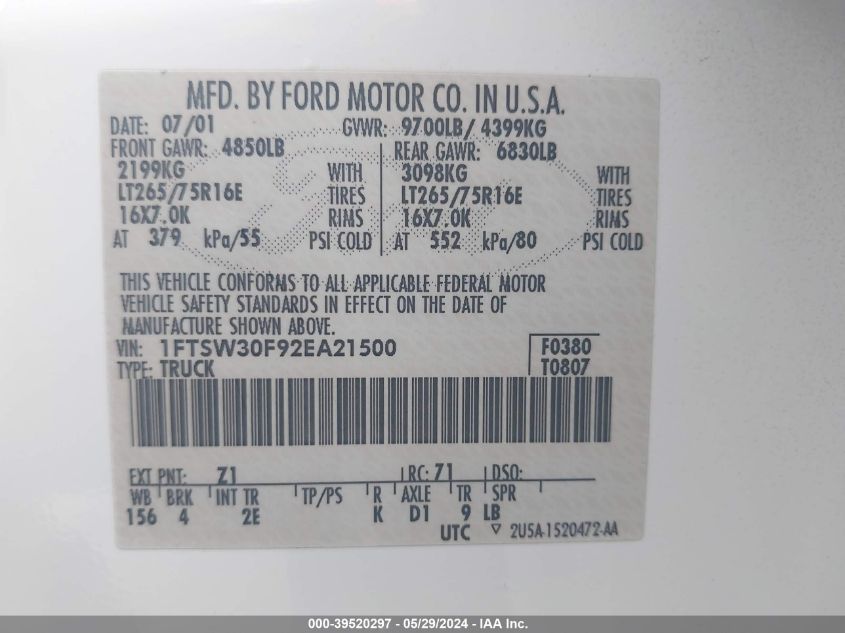 MFD. BY FORD MOTOR CO. IN U.S.A.
DATE: 07/01 GVWR: 9700LB/ 4399KG
FRONT GAWR: 4850LB REAR GAWR: 6830LB
2199KG WITH 3098KG WITH
LT265/75R16E TIRES LT265/75R16E TIRES
16X7.0K RIMS 16X7.0K RIMS
AT 379 kPa/55 PSI COLD AT 552 kPa/80 PSI COLD
THIS VEHICLE CONFORMS TO ALL APPLICABLE FEDERAL MOTOR
VEHICLE SAFETY STANDARDS IN EFFECT ON THE DATE OF
MANUFACTURE SHOWN ABOVE.
VIN: 1FTSW30F92EA21500 F0380
TYPE: TRUCK T0807
EXT PNT: Z1 RC: 71 DSO:
WB BRK INT TR TP/PS R AXLE TR SPR
156 4 2E K D1 9 LB
UTC ▽ 2U5A-1520472-AA
000-39520297 - 05/29/2024 - IAA Inc.